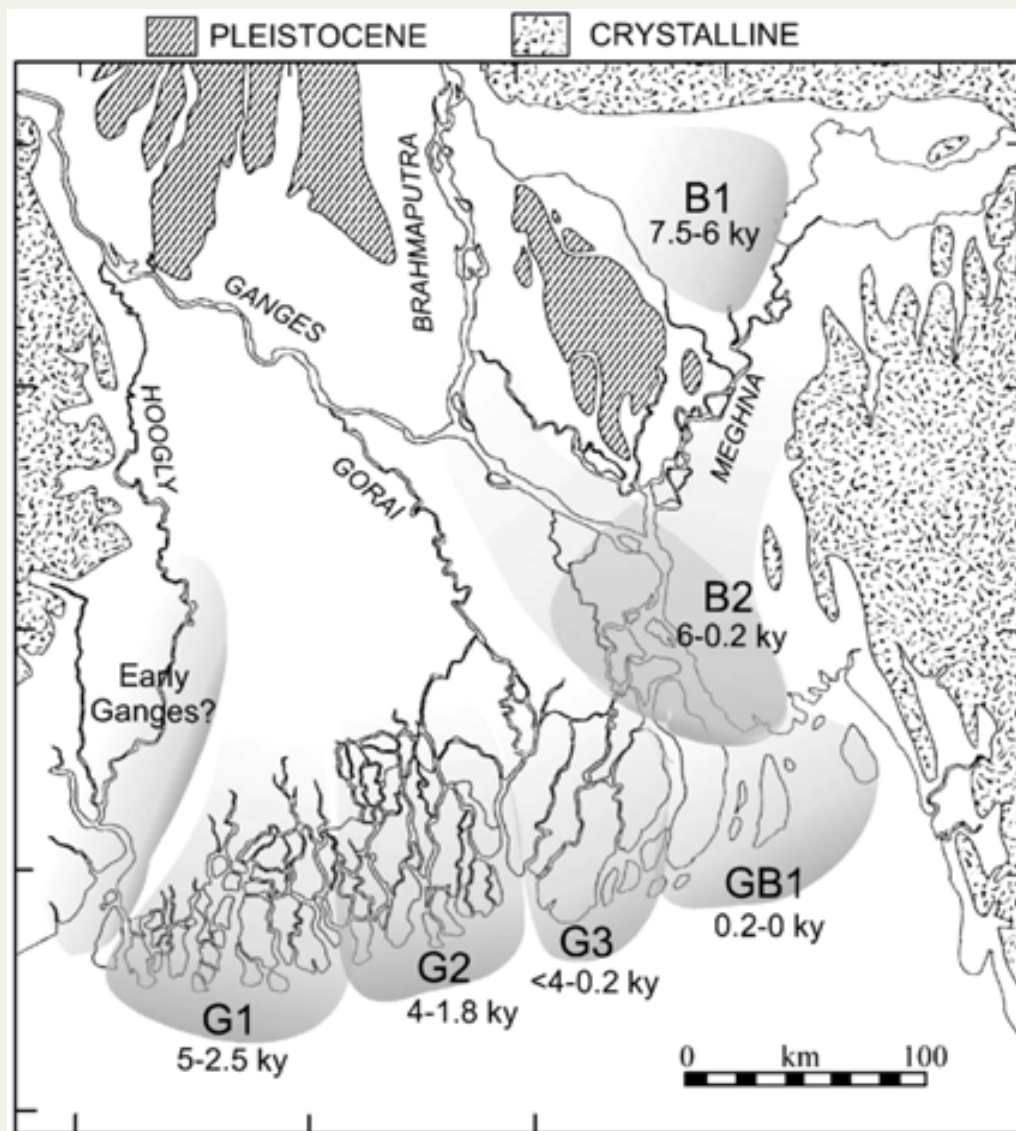 PLEISTOCENE
CRYSTALLINE
B1
7.5-6 ky
BRAHMAPUTRA
GANGES
HOOGLY
GORAI
MEGHNA
B2
6-0.2 ky
Early
Ganges?
GB1
0.2-0 ky
G3
<4-0.2 ky
G2
4-1.8 ky
G1
5-2.5 ky
0 km 100